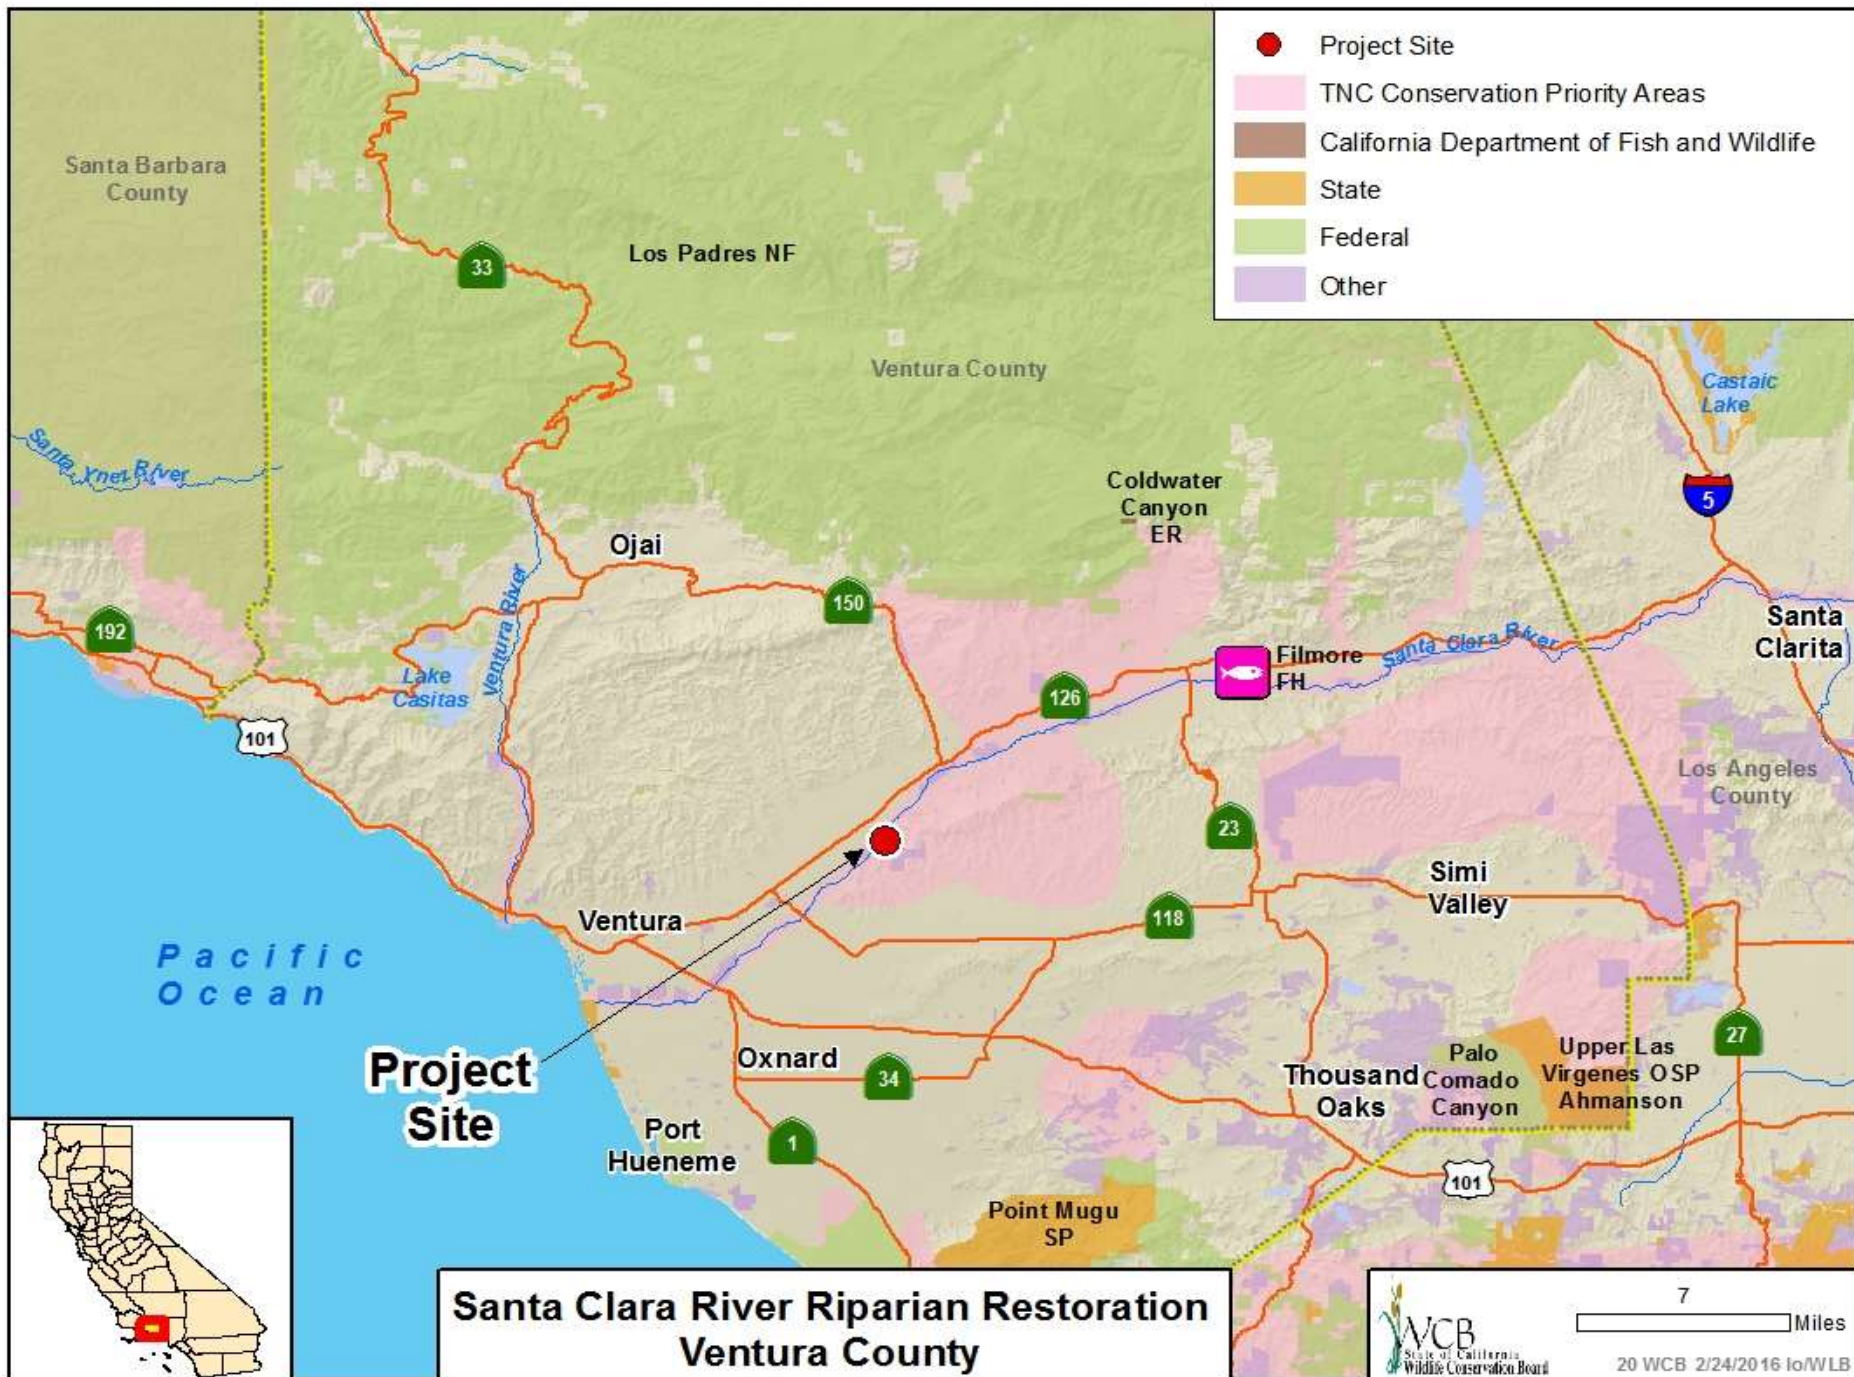 Project Site
TNC Conservation Priority Areas
California Department of Fish and Wildlife
State
Federal
Other
Santa Barbara
County
33
Los Padres NF
Ventura County
Castaic
Lake
Santa Ynez River
Coldwater
Canyon
ER
5
Ojai
150
192
Ventura River
Lake
Casitas
101
126
Filmore
FH
Santa Clara River
Santa
Clarita
Los Angeles
County
23
Simi
Valley
118
Ventura
Pacific
Ocean
Project
Site
Oxnard
34
Port
Hueneme
1
Thousand
Oaks
Palo
Comado
Canyon
Upper Las
Virgenes OSP
Ahmanson
27
101
Point Mugu
SP
Santa Clara River Riparian Restoration
Ventura County
WCB
State of California
Wildlife Conservation Board
7
Miles
20 WCB 2/24/2016 lo/WLB